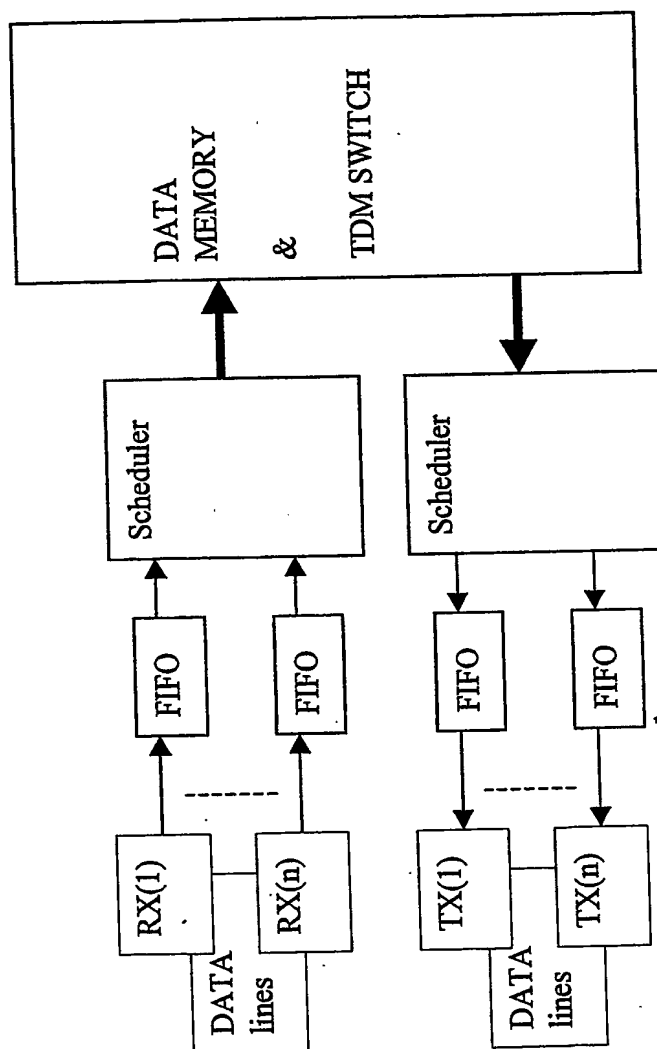 DATA
MEMORY
&
TDM SWITCH
Scheduler
Scheduler
FIFO
FIFO
FIFO
FIFO
RX(1)
RX(n)
TX(1)
TX(n)
DATA
lines
DATA
lines